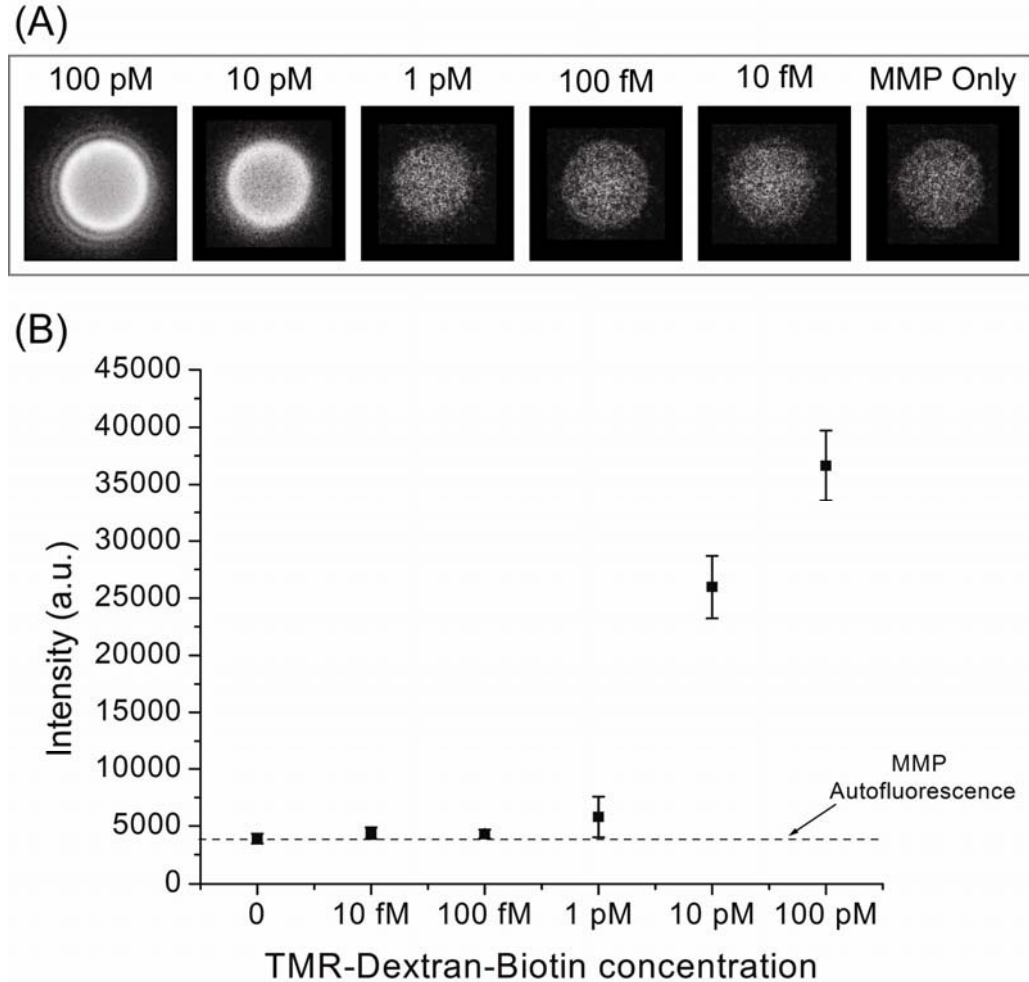 (A)
100 pM 10 pM 1 pM 100 fM 10 fM MMP Only
(B)
45000
40000
35000
30000
25000
20000
15000
10000
5000
0
Intensity (a.u.)
MMP
Autofluorescence
0 10 fM 100 fM 1 pM 10 pM 100 pM
TMR-Dextran-Biotin concentration